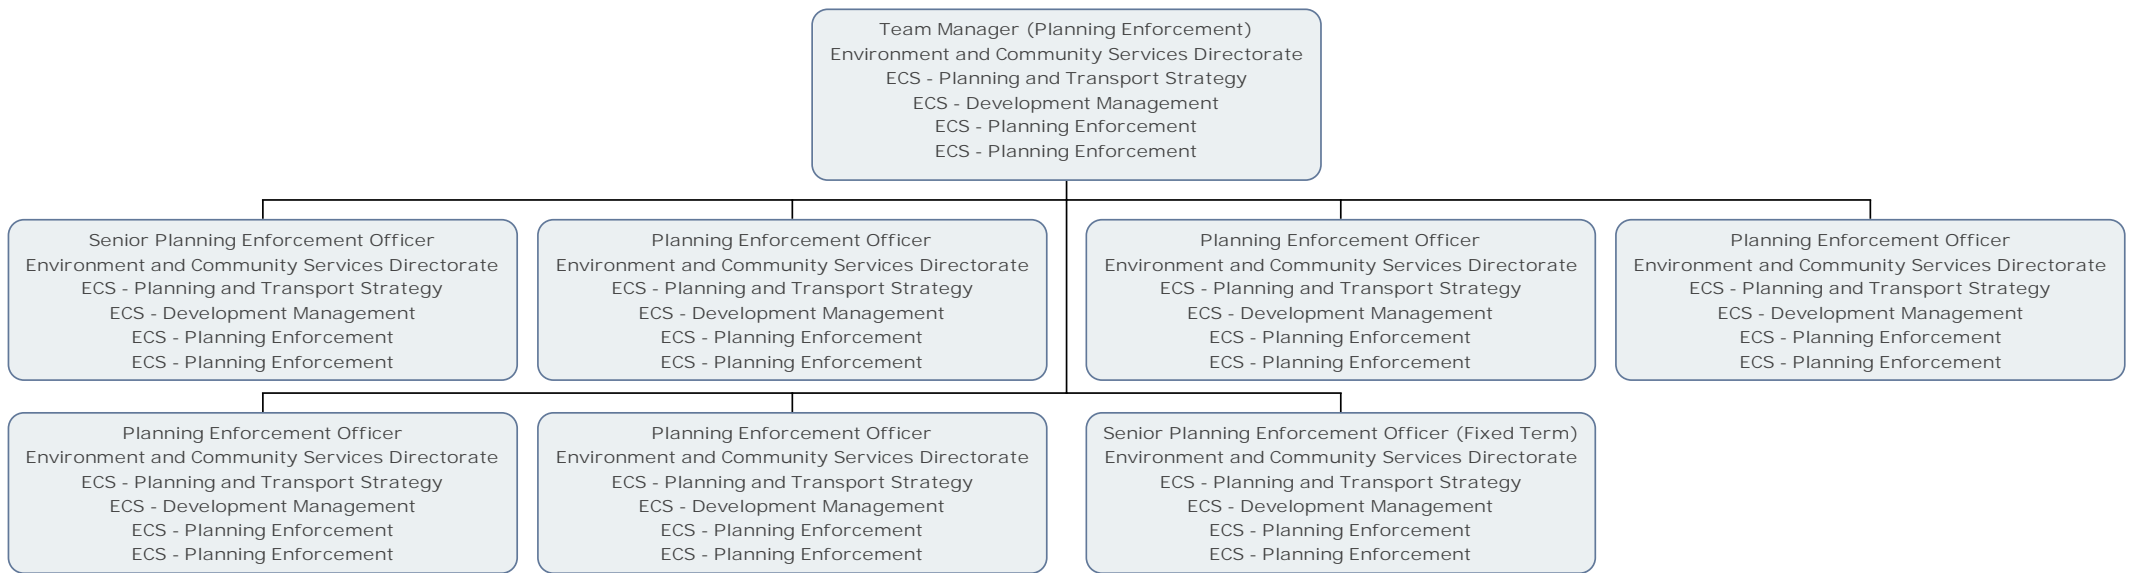 Team Manager (Planning Enforcement)
Environment and Community Services Directorate
ECS - Planning and Transport Strategy
ECS - Development Management
ECS - Planning Enforcement
ECS - Planning Enforcement
Senior Planning Enforcement Officer
Environment and Community Services Directorate
ECS - Planning and Transport Strategy
ECS - Development Management
ECS - Planning Enforcement
ECS - Planning Enforcement
Planning Enforcement Officer
Environment and Community Services Directorate
ECS - Planning and Transport Strategy
ECS - Development Management
ECS - Planning Enforcement
ECS - Planning Enforcement
Planning Enforcement Officer
Environment and Community Services Directorate
ECS - Planning and Transport Strategy
ECS - Development Management
ECS - Planning Enforcement
ECS - Planning Enforcement
Planning Enforcement Officer
Environment and Community Services Directorate
ECS - Planning and Transport Strategy
ECS - Development Management
ECS - Planning Enforcement
ECS - Planning Enforcement
Planning Enforcement Officer
Environment and Community Services Directorate
ECS - Planning and Transport Strategy
ECS - Development Management
ECS - Planning Enforcement
ECS - Planning Enforcement
Planning Enforcement Officer
Environment and Community Services Directorate
ECS - Planning and Transport Strategy
ECS - Development Management
ECS - Planning Enforcement
ECS - Planning Enforcement
Senior Planning Enforcement Officer (Fixed Term)
Environment and Community Services Directorate
ECS - Planning and Transport Strategy
ECS - Development Management
ECS - Planning Enforcement
ECS - Planning Enforcement